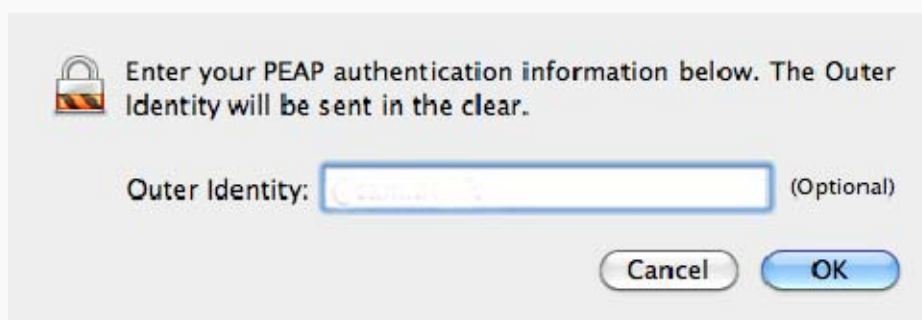 Enter your PEAP authentication information below. The Outer
Identity will be sent in the clear.
Outer Identity:
(Optional)
Cancel
OK